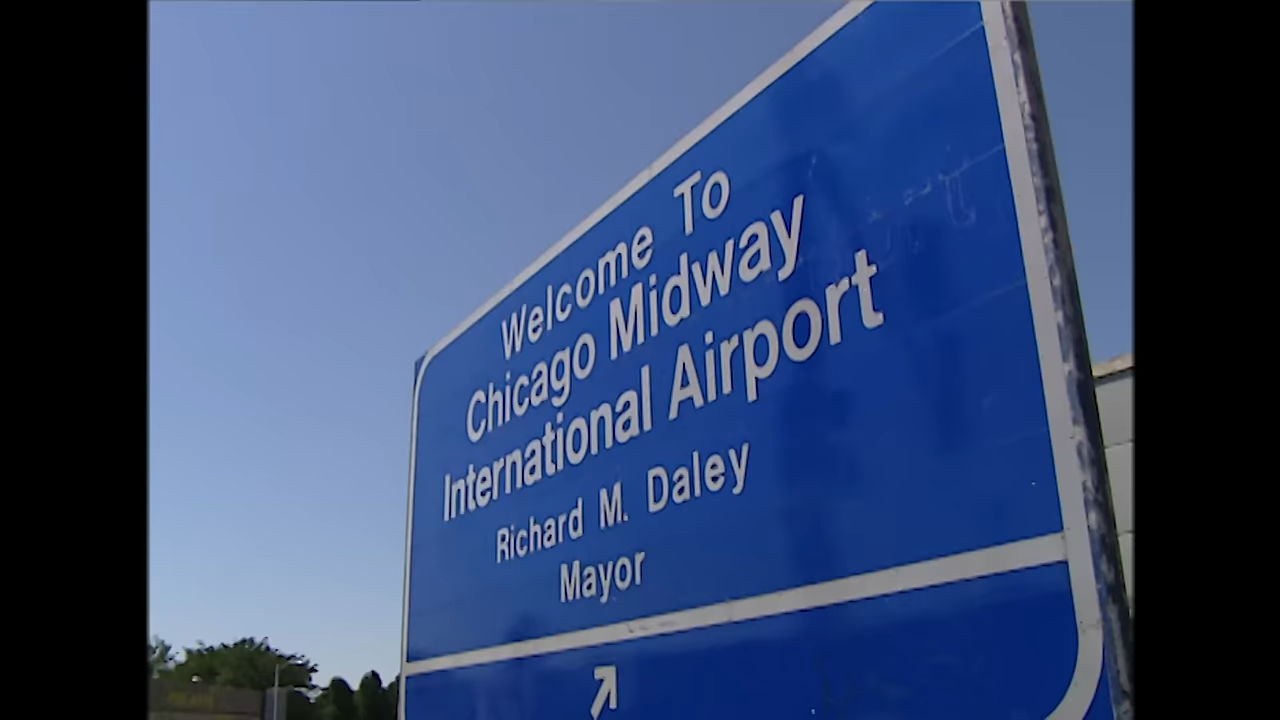 Welcome To
Chicago Midway
International Airport
Richard M. Daley
Mayor